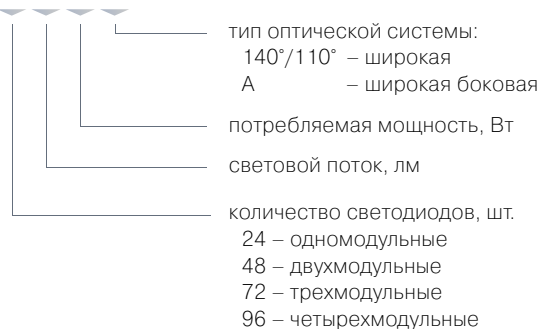 тип оптической системы:
140°/110° – широкая
А – широкая боковая
потребляемая мощность, Вт
световой поток, лм
количество светодиодов, шт.
24 – одномодульные
48 – двухмодульные
72 – трехмодульные
96 – четырехмодульные